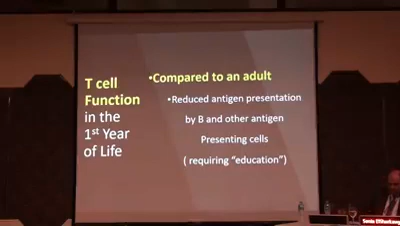 T cell
Function
in the
1st Year
of Life
•Compared to an adult
•Reduced antigen presentation
by B and other antigen
Presenting cells
( requiring "education")